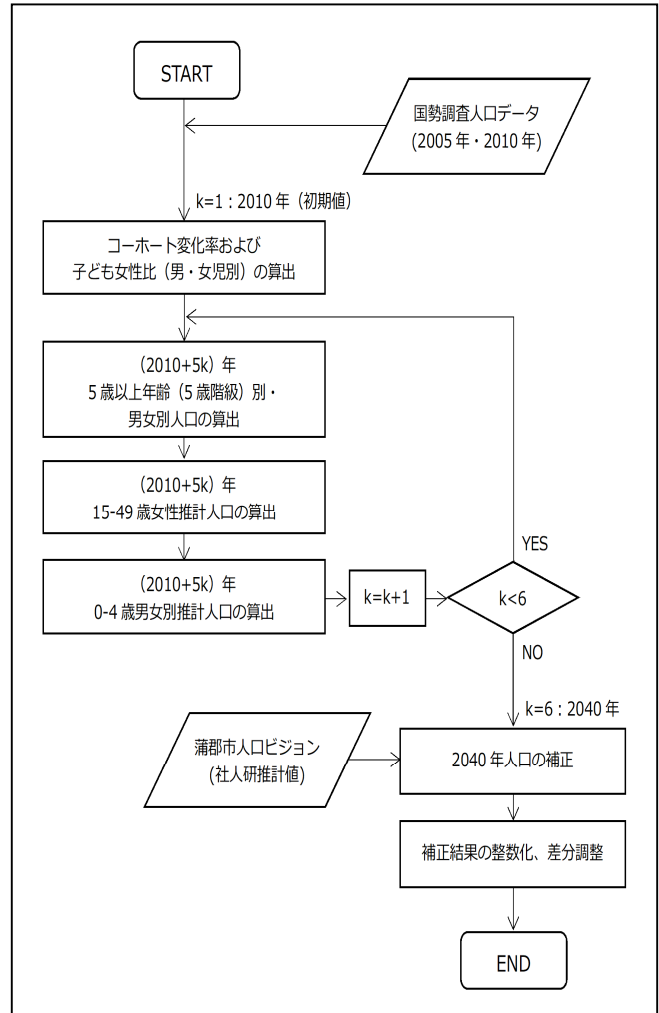 START
国勢調査人口データ
(2005年・2010年)
k=1:2010年（初期値）
コーホート変化率および
子ども女性比（男・女児別）の算出
（2010+5k）年
5歳以上年齢（5歳階級）別・
男女別人口の算出
（2010+5k）年
15-49歳女性推計人口の算出
（2010+5k）年
0-4歳男女別推計人口の算出
k=k+1
k<6
YES
NO
k=6:2040年
蒲郡市人口ビジョン
(社人研推計値)
2040年人口の補正
補正結果の整数化、差分調整
END